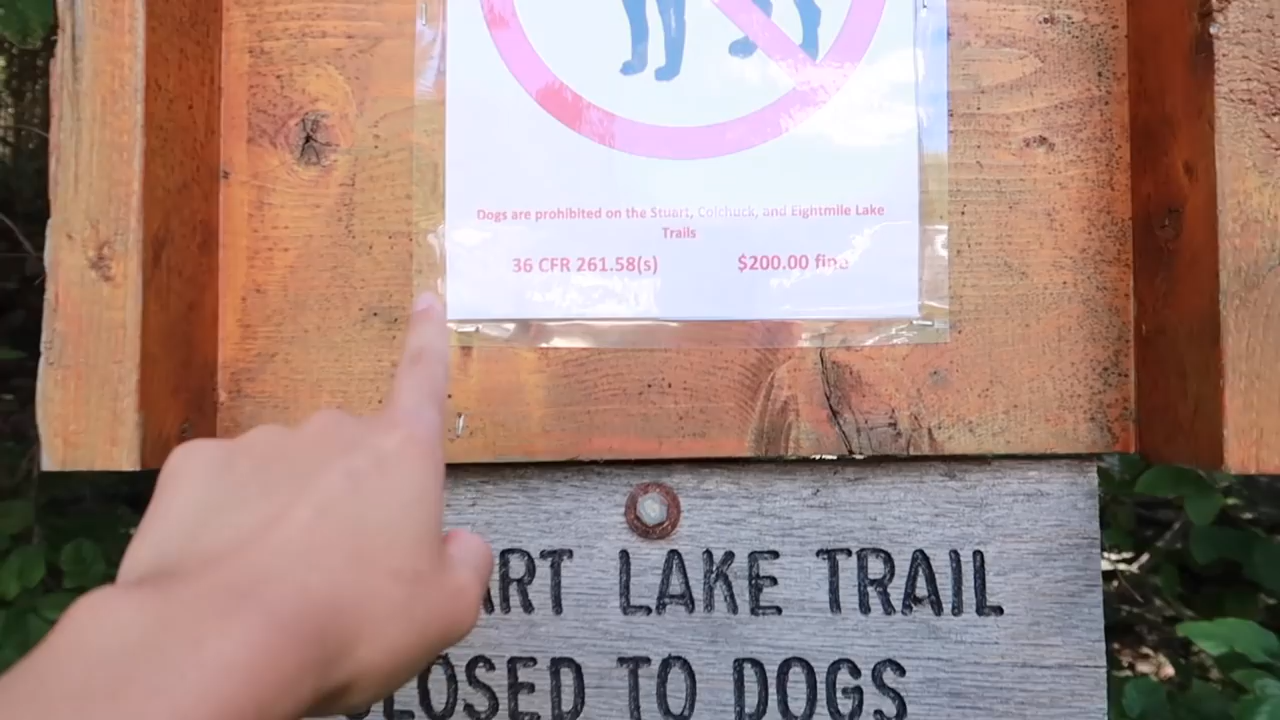 Dogs are prohibited on the Stuart, Colchuck, and Eightmile Lake
Trails
36 CFR 261.58(s) $200.00 fine
ART LAKE TRAIL
LOSED TO DOGS